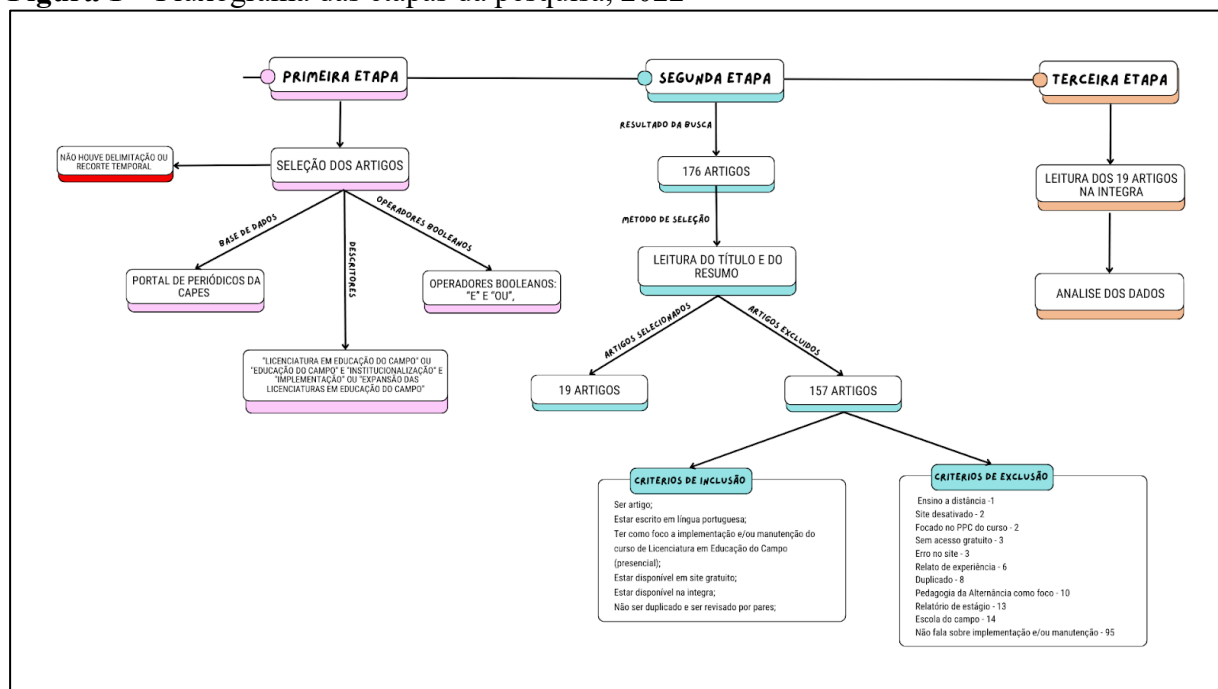 Figura 1 - Fluxograma das etapas da pesquisa, 2022
PRIMEIRA ETAPA
SEGUNDA ETAPA
TERCEIRA ETAPA
NÃO HOUVE DELIMITAÇÃO OU
RECORTE TEMPORAL
SELEÇÃO DOS ARTIGOS
BASE DE DADOS
DESCRITORES
OPERADORES BOOLEANOS
PORTAL DE PERIÓDICOS DA
CAPES
OPERADORES BOOLEANOS:
"E" E "OU",
"LICENCIATURA EM EDUCAÇÃO DO CAMPO" OU
"EDUCAÇÃO DO CAMPO" E "INSTITUCIONALIZAÇÃO" E
"IMPLEMENTAÇÃO" OU "EXPANSÃO DAS
LICENCIATURAS EM EDUCAÇÃO DO CAMPO"
RESULTADO DA BUSCA
176 ARTIGOS
METODO DE SELEÇÃO
LEITURA DO TÍTULO E DO
RESUMO
ARTIGOS SELECIONADOS
ARTIGOS EXCLUIDOS
19 ARTIGOS
157 ARTIGOS
CRITERIOS DE INCLUSÃO
Ser artigo;
Estar escrito em língua portuguesa;
Ter como foco a implementação e/ou manutenção do
curso de Licenciatura em Educação do Campo
(presencial);
Estar disponível em site gratuito;
Estar disponível na integra;
Não ser duplicado e ser revisado por pares;
CRITERIOS DE EXCLUSÃO
Ensino a distância -1
Site desativado - 2
Focado no PPC do curso - 2
Sem acesso gratuito - 3
Erro no site - 3
Relato de experiência - 6
Duplicado - 8
Pedagogia da Alternância como foco - 10
Relatório de estágio - 13
Escola do campo - 14
Não fala sobre implementação e/ou manutenção - 95
LEITURA DOS 19 ARTIGOS
NA INTEGRA
ANALISE DOS DADOS